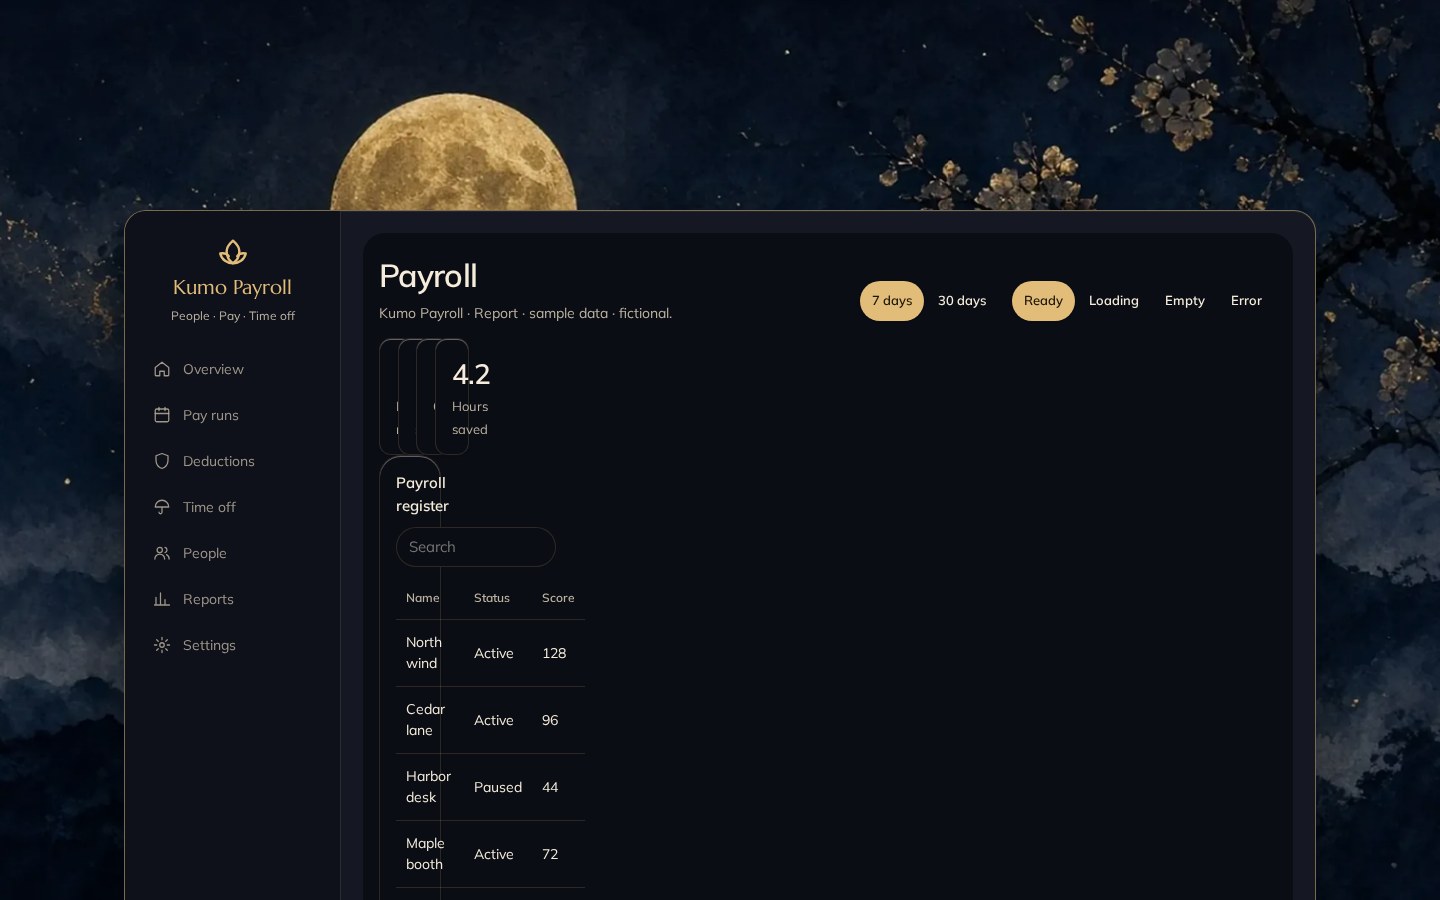 Kumo Payroll
People · Pay · Time off
Overview
Pay runs
Deductions
Time off
People
Reports
Settings
Payroll
Kumo Payroll · Report · sample data · fictional.
7 days
30 days
Ready
Loading
Empty
Error
4.2
Hours
saved
Payroll
register
Search
Name Status Score
North
wind
Active 128
Cedar
lane
Active 96
Harbor
desk
Paused 44
Maple
booth
Active 72